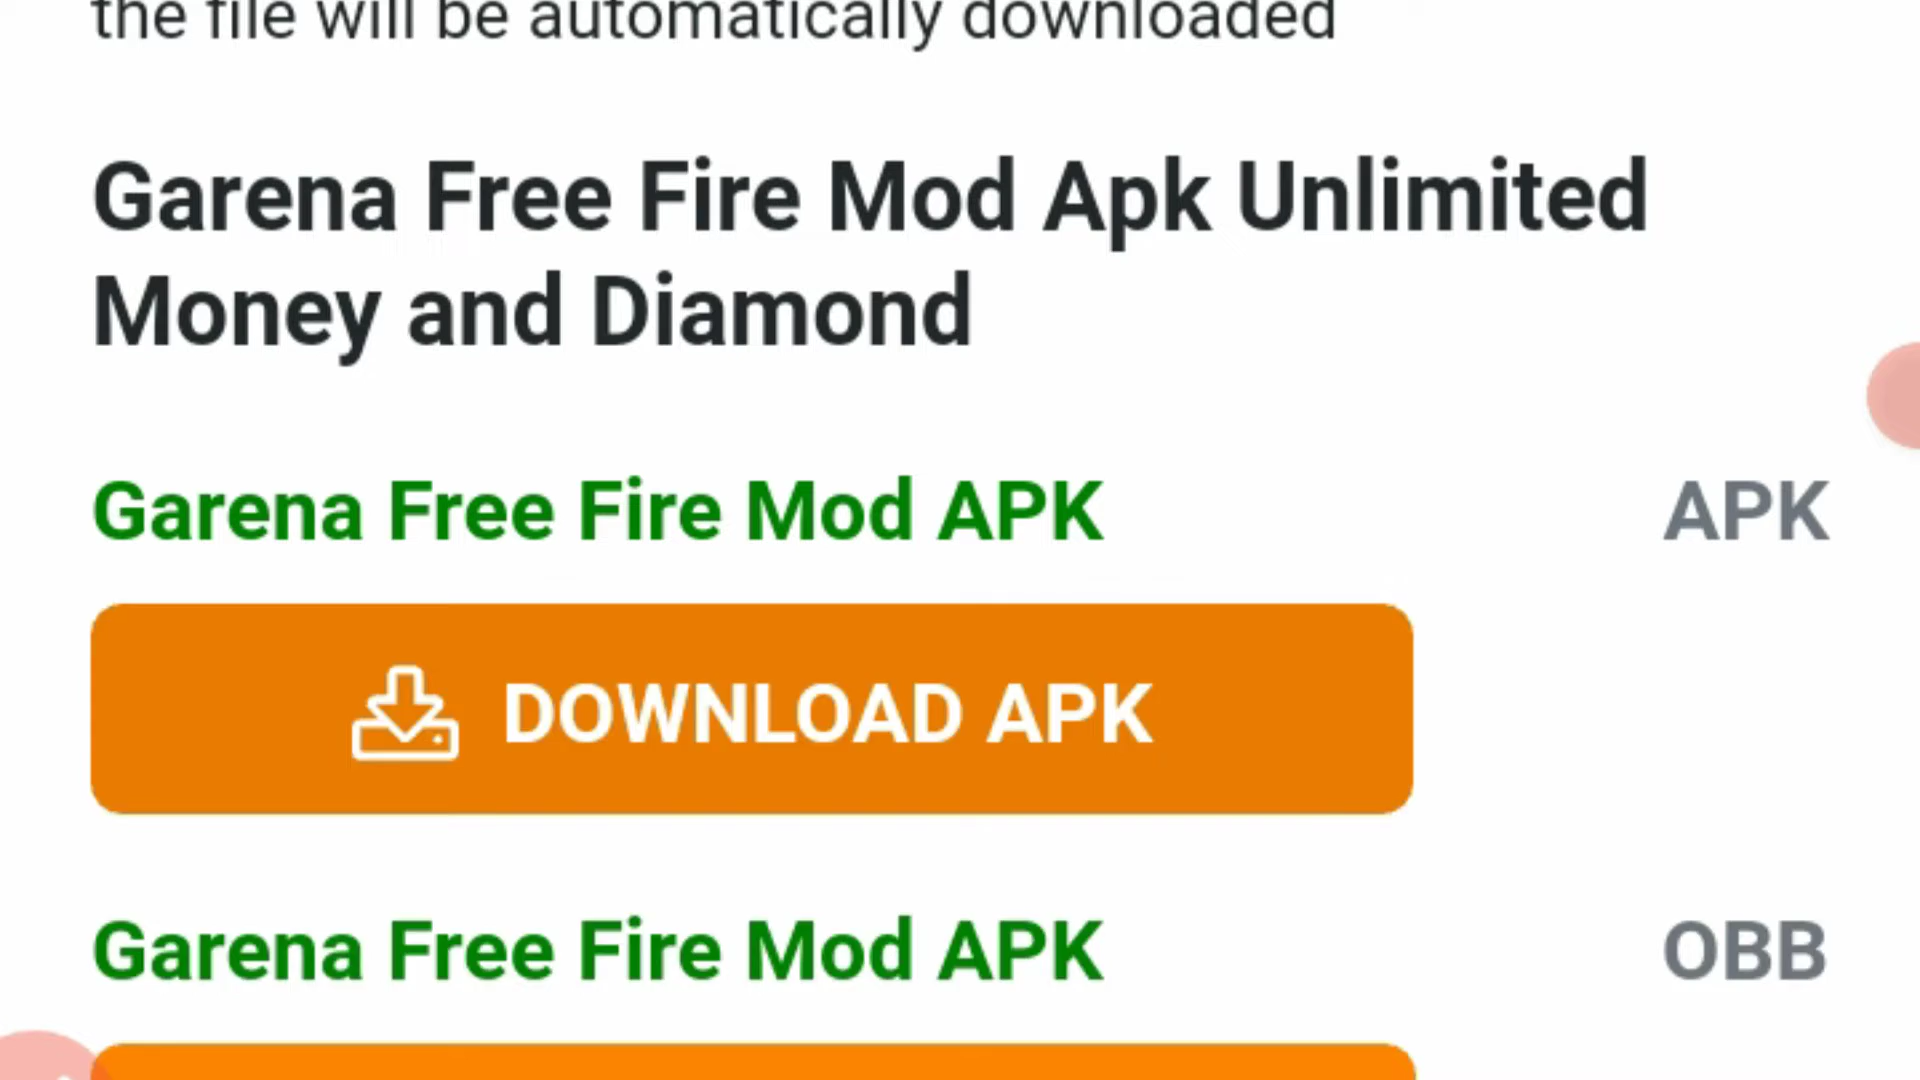 the file will be automatically downloaded
Garena Free Fire Mod Apk Unlimited
Money and Diamond
Garena Free Fire Mod APK
APK
DOWNLOAD APK
Garena Free Fire Mod APK
OBB